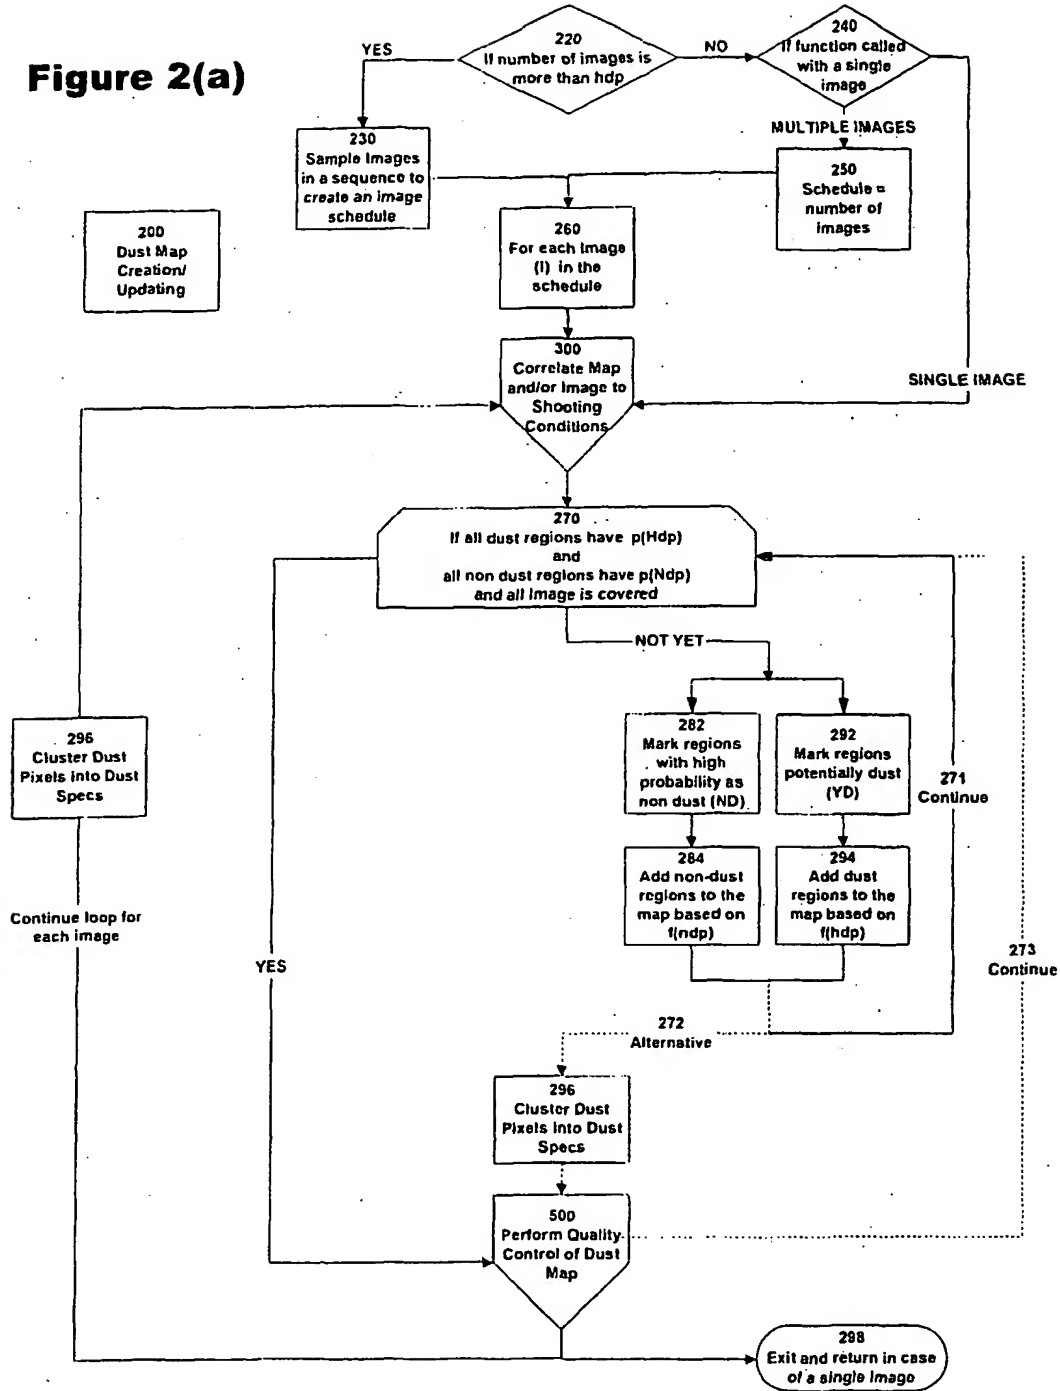 Figure 2(a)
YES
220
If number of images is
more than hdp
NO
240
If function called
with a single
image
MULTIPLE IMAGES
230
Sample Images
in a sequence to
create an image
schedule
250
Schedule =
number of
images
200
Dust Map
Creation/
Updating
260
For each Image
(I) in the
schedule
300
Correlate Map
and/or Image to
Shooting
Conditions
SINGLE IMAGE
270
If all dust regions have p(Hdp)
and
all non dust regions have p(Ndp)
and all Image is covered
NOT YET
296
Cluster Dust
Pixels into Dust
Specs
282
Mark regions
with high
probability as
non dust (ND)
292
Mark regions
potentially dust
(YD)
271
Continue
284
Add non-dust
regions to the
map based on
f(ndp)
294
Add dust
regions to the
map based on
f(hdp)
Continue loop for
each image
YES
273
Continue
272
Alternative
296
Cluster Dust
Pixels Into Dust
Specs
500
Perform Quality
Control of Dust
Map
298
Exit and return in case
of a single Image